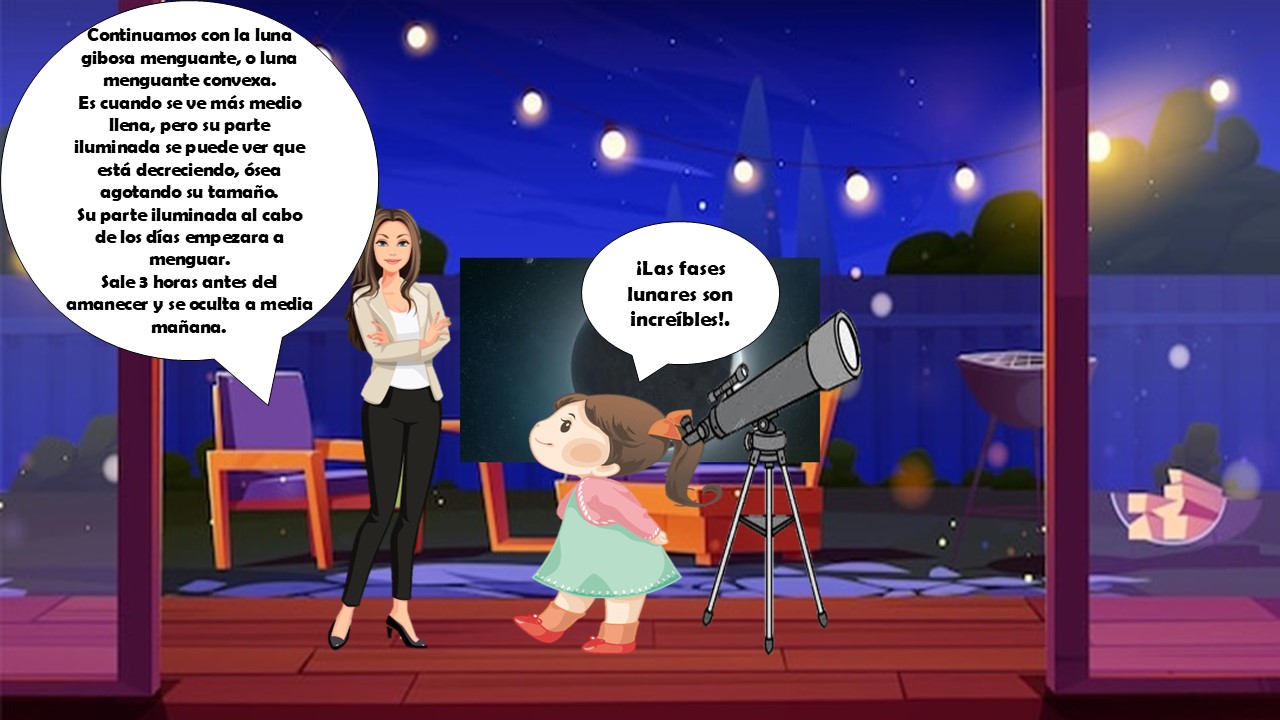 Continuamos con la luna
gibosa menguante, o luna
menguante convexa.
Es cuando se ve más medio
llena, pero su parte
iluminada se puede ver que
está decreciendo, ósea
agotando su tamaño.
Su parte iluminada al cabo
de los días empezara a
menguar.
Sale 3 horas antes del
amanecer y se oculta a media
mañana.
¡Las fases
lunares son
increíbles!.